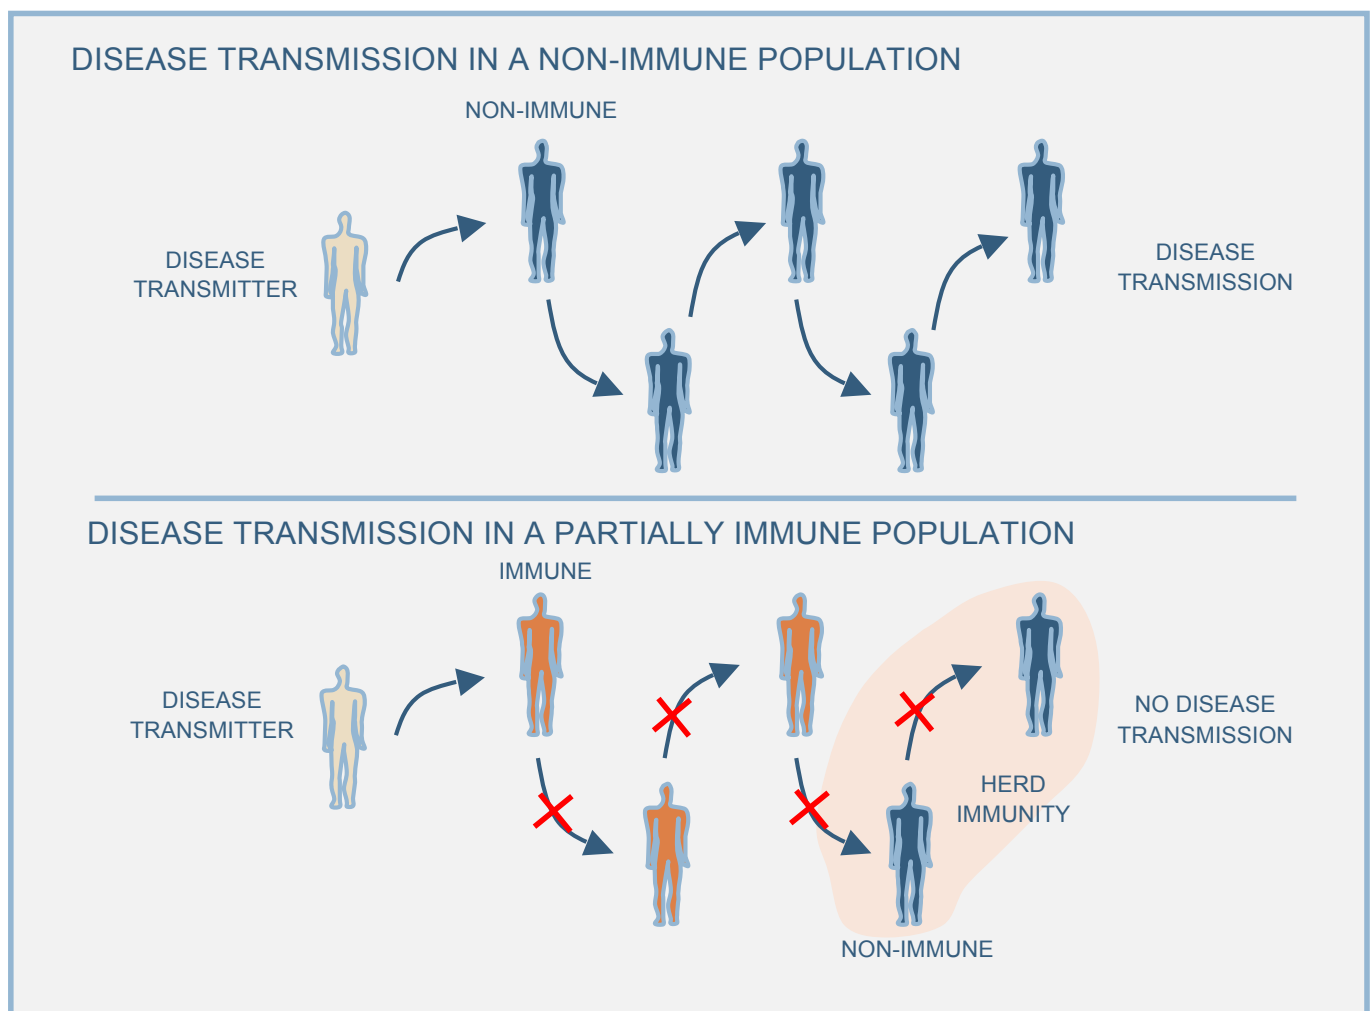 DISEASE TRANSMISSION IN A NON-IMMUNE POPULATION
NON-IMMUNE
DISEASE
TRANSMITTER
DISEASE
TRANSMISSION
DISEASE TRANSMISSION IN A PARTIALLY IMMUNE POPULATION
IMMUNE
DISEASE
TRANSMITTER
NO DISEASE
TRANSMISSION
HERD
IMMUNITY
NON-IMMUNE